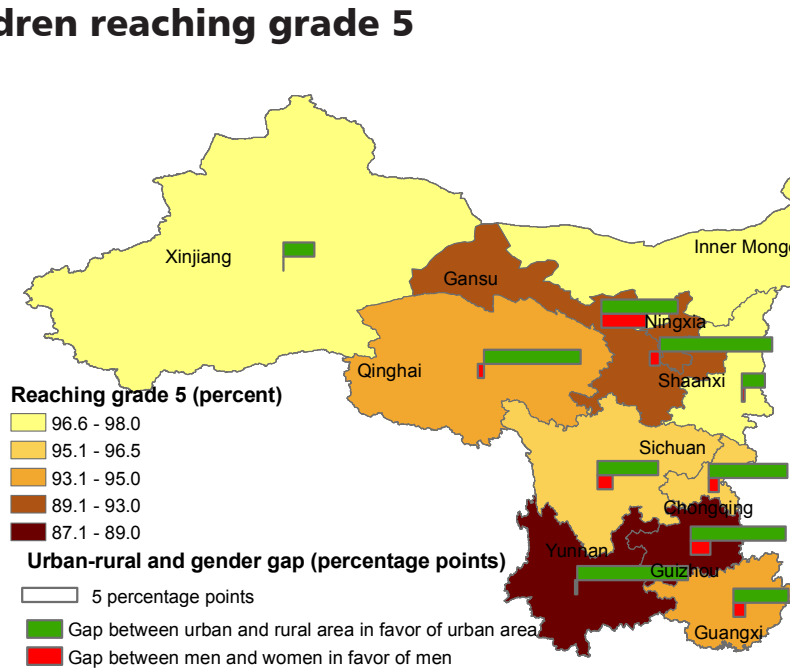 dren reaching grade 5
Xinjiang
Inner Mong
Gansu
Ningxia
Qinghai
Shaanxi
Reaching grade 5 (percent)
96.6 - 98.0
95.1 - 96.5
93.1 - 95.0
89.1 - 93.0
87.1 - 89.0
Sichuan
Chongqing
Yunnan
Guizhou
Guangxi
Urban-rural and gender gap (percentage points)
5 percentage points
Gap between urban and rural area in favor of urban area
Gap between men and women in favor of men